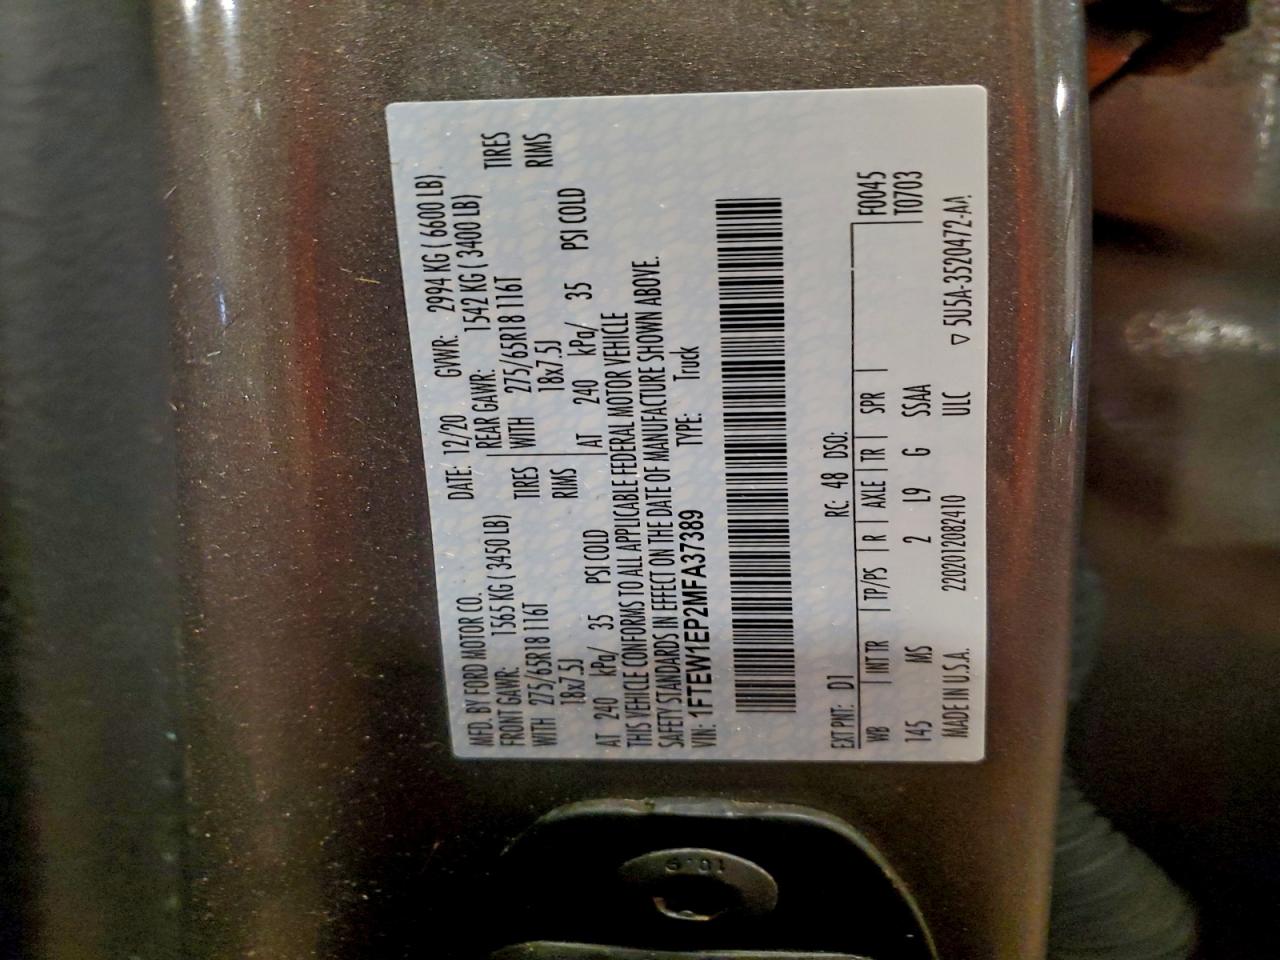 MFD. BY FORD MOTOR CO. DATE: 12/20 GVWR: 2994 KG ( 6600 LB)
FRONT GAWR: 1565 KG ( 3450 LB) REAR GAWR: 1542 KG ( 3400 LB)
WITH 275/65R18 116T TIRES WITH 275/65R18 116T TIRES
18x7.5J RIMS 18x7.5J RIMS
AT 240 kPa/ 35 PSI COLD AT 240 kPa/ 35 PSI COLD
THIS VEHICLE CONFORMS TO ALL APPLICABLE FEDERAL MOTOR VEHICLE
SAFETY STANDARDS IN EFFECT ON THE DATE OF MANUFACTURE SHOWN ABOVE.
VIN: 1FTEW1EP2MFA37389 TYPE: Truck
EXT PNT: D1 RC: 48 DSO: F0045
WB INT TR TP/PS R AXLE TR SPR T0703
145 MS 2 L9 G SSAA
MADE IN U.S.A. 2202012082410 ULC ▽ 5U5A-3520472-AA